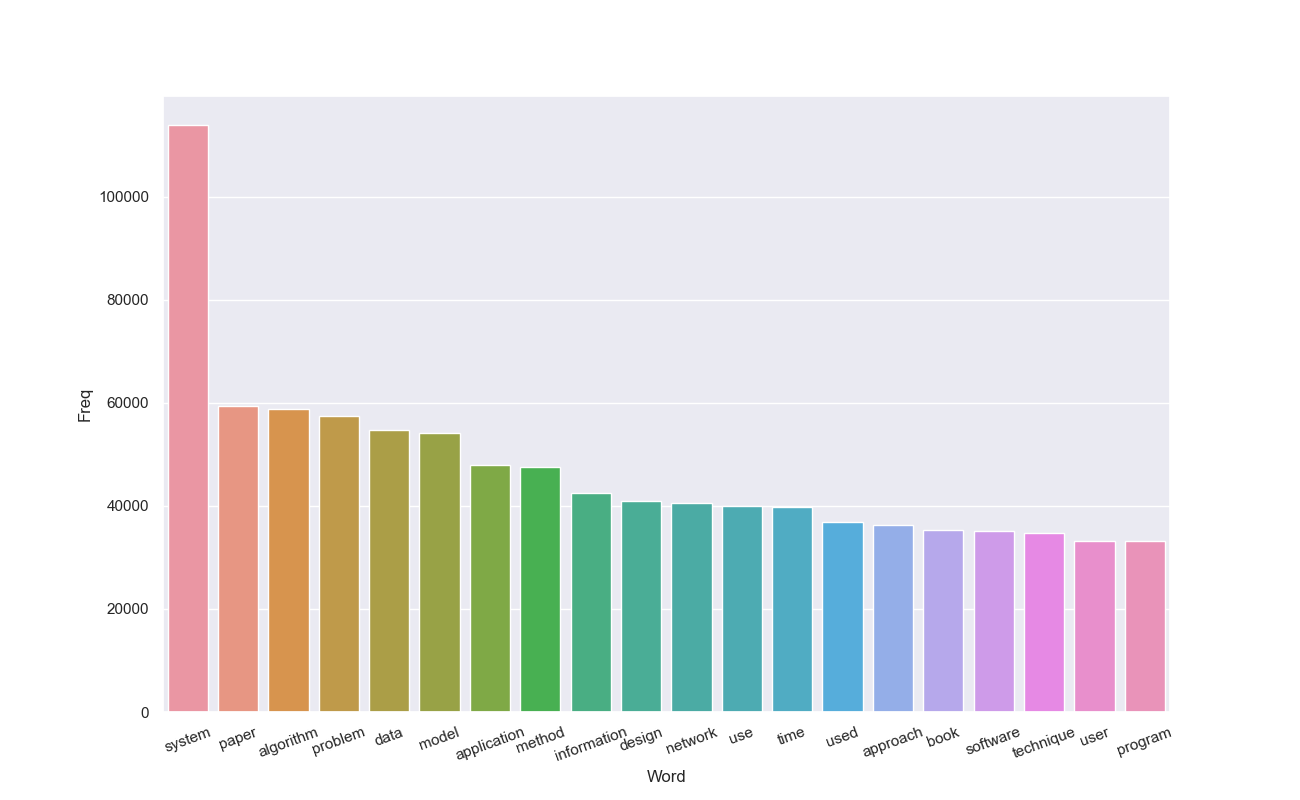 100000
80000
60000
40000
20000
0
Freq
system paper algorithm problem data model application method information design network use time used approach book software technique user program
Word